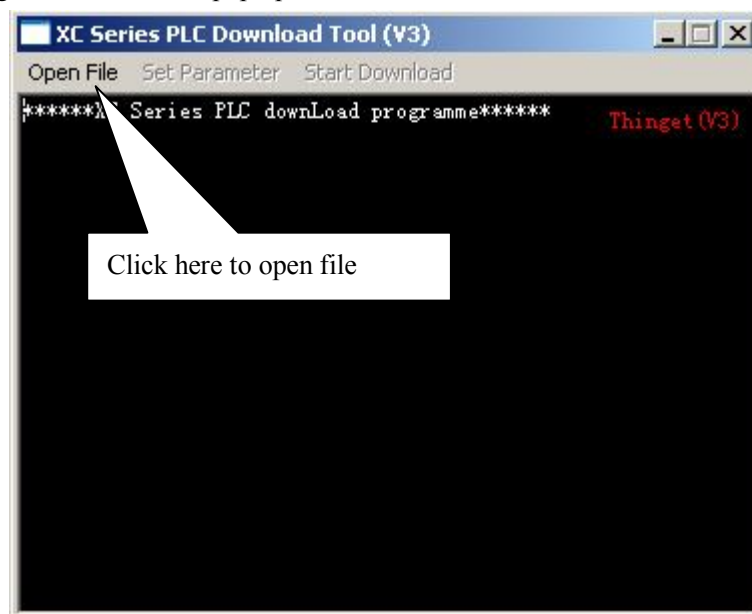 XC Series PLC Download Tool (V3)
Open File Set Parameter Start Download
Series PLC downLoad programme******
Thinget(V3)
Click here to open file